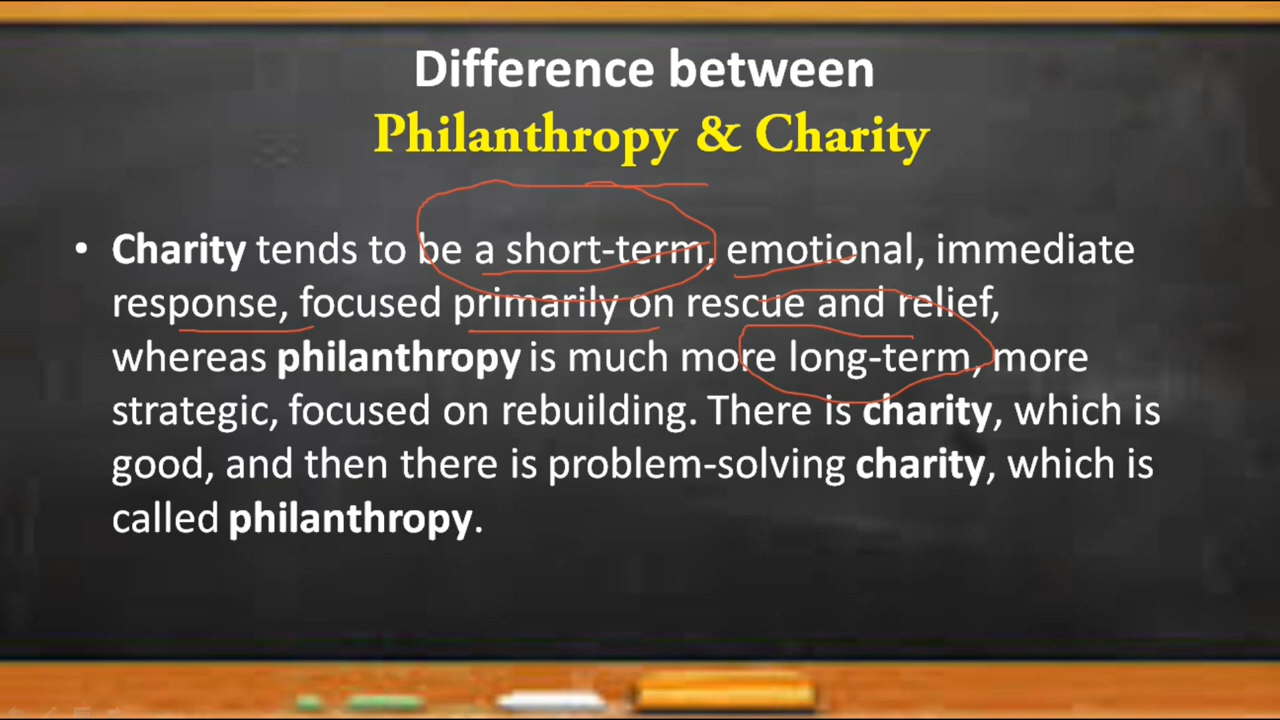 Difference between
Philanthropy & Charity
• Charity tends to be a short-term, emotional, immediate
response, focused primarily on rescue and relief,
whereas philanthropy is much more long-term, more
strategic, focused on rebuilding. There is charity, which is
good, and then there is problem-solving charity, which is
called philanthropy.